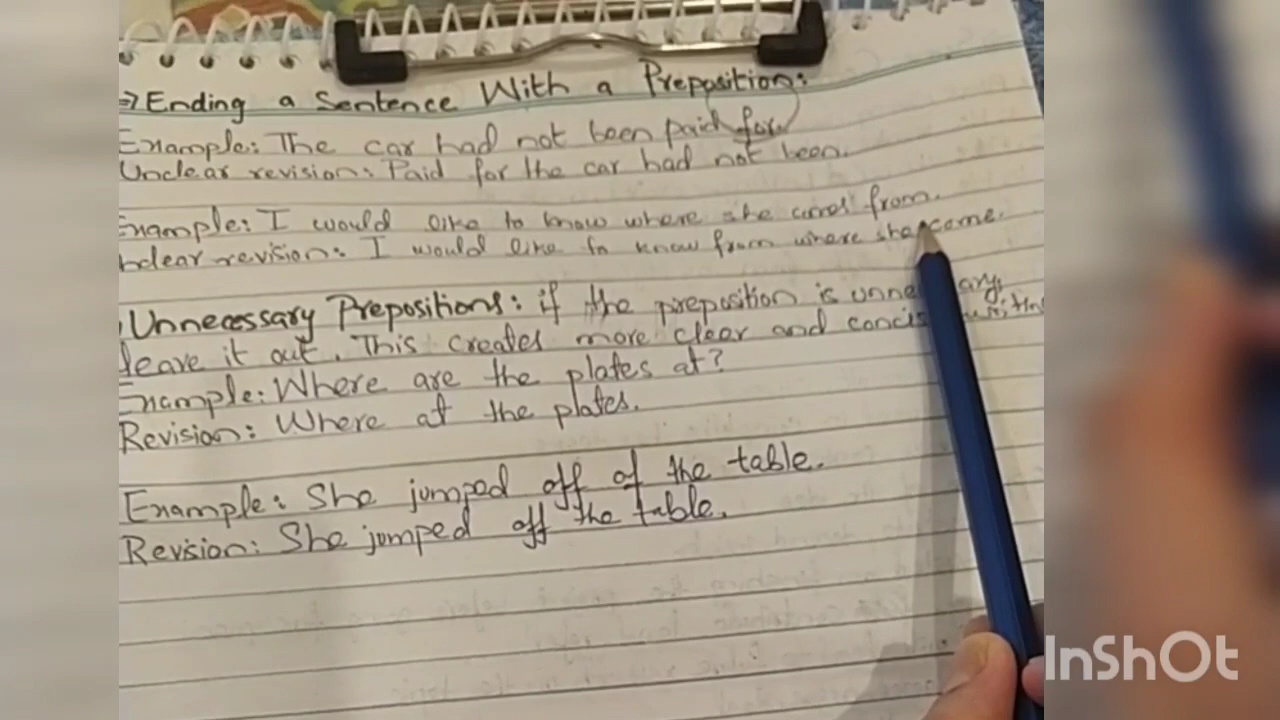 ⇒ Ending a Sentence With a Preposition:
Example: The car had not been paid for.
Unclear revision: Paid for the car had not been.
Example: I would like to know where she comes from.
Unclear revision: I would like to know from where she come.
Unnecessary Prepositions: if the preposition is unnecessary,
leave it out. This creates more clear and concise writing
Example: Where are the plates at?
Revision: Where at the plates.
Example: She jumped off of the table.
Revision: She jumped off the table.
InShOt